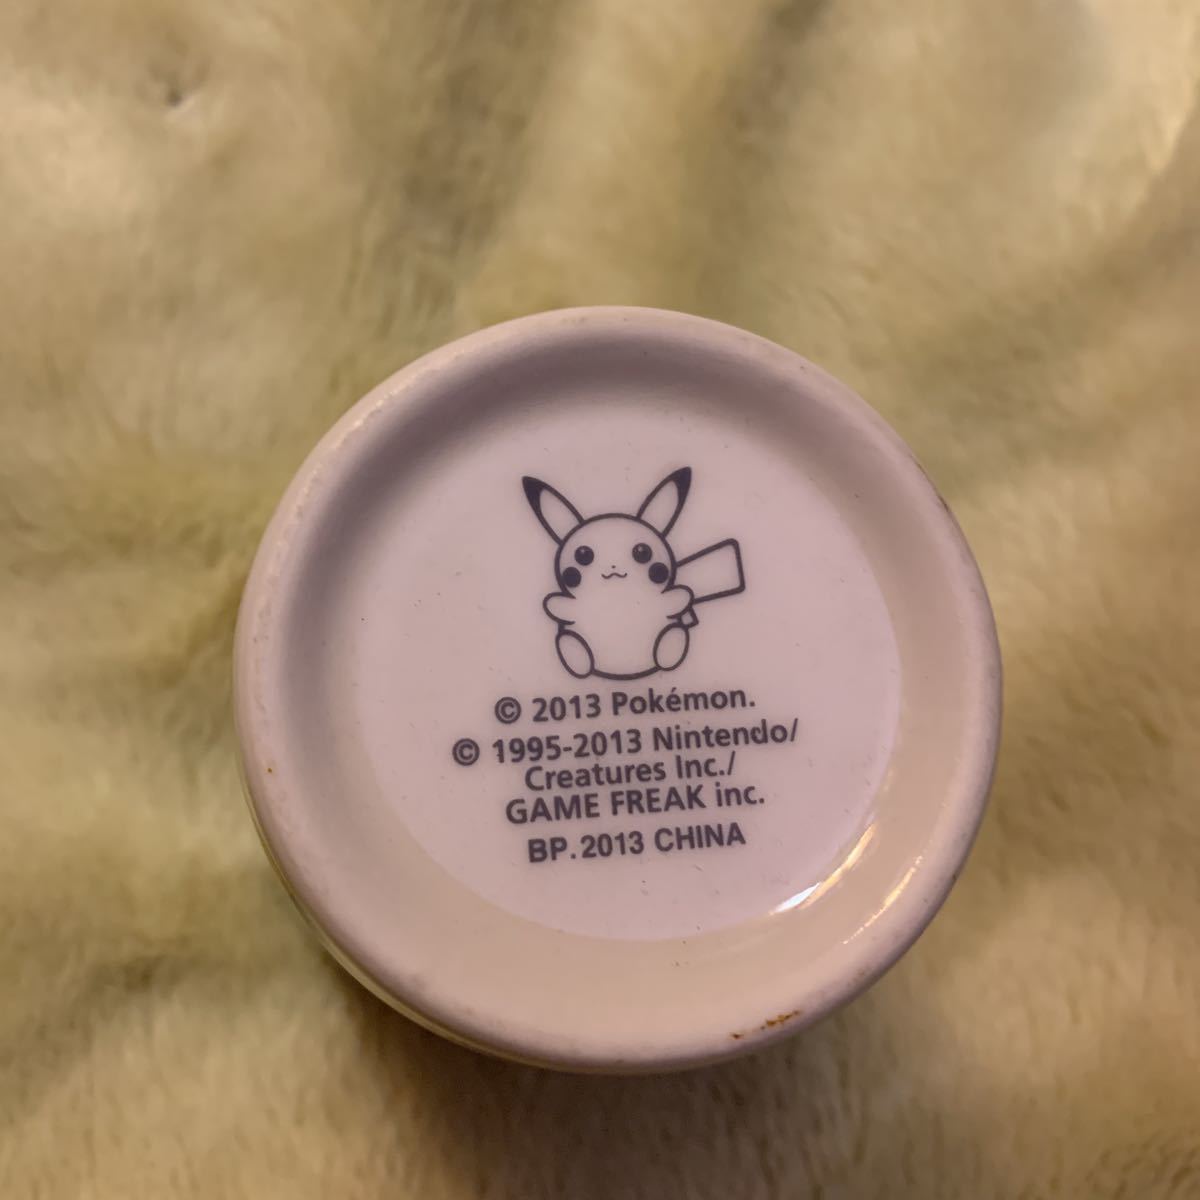 © 2013 Pokémon.
© 1995-2013 Nintendo/
Creatures Inc./
GAME FREAK inc.
BP.2013 CHINA